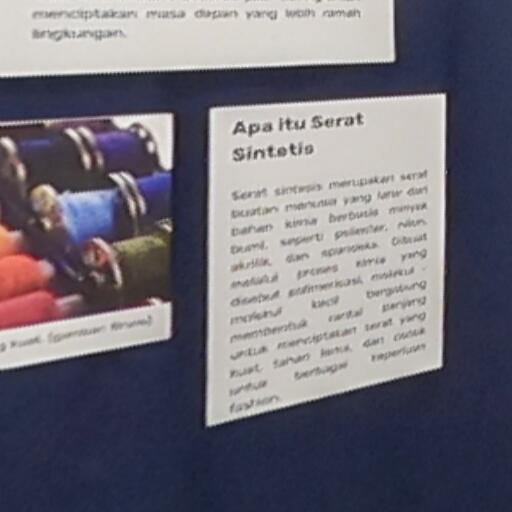 menciptakan masa depan yang lebih ramah
lingkungan.
Apa itu Serat
Sintetis
Serat sintesis merupakan serat
buatan manusia yang lahir dari
bahan kimia berbasis minyak
bumi, seperti poliester, nilon,
akrilik, dan spandeks. Dibuat
melalui proses kimia yang
disebut polimerisasi, molekul -
molekul kecil bergabung
membentuk rantai panjang
untuk menciptakan serat yang
kuat, tahan lama, dan cocok
untuk berbagai keperluan
fashion.
kuat.